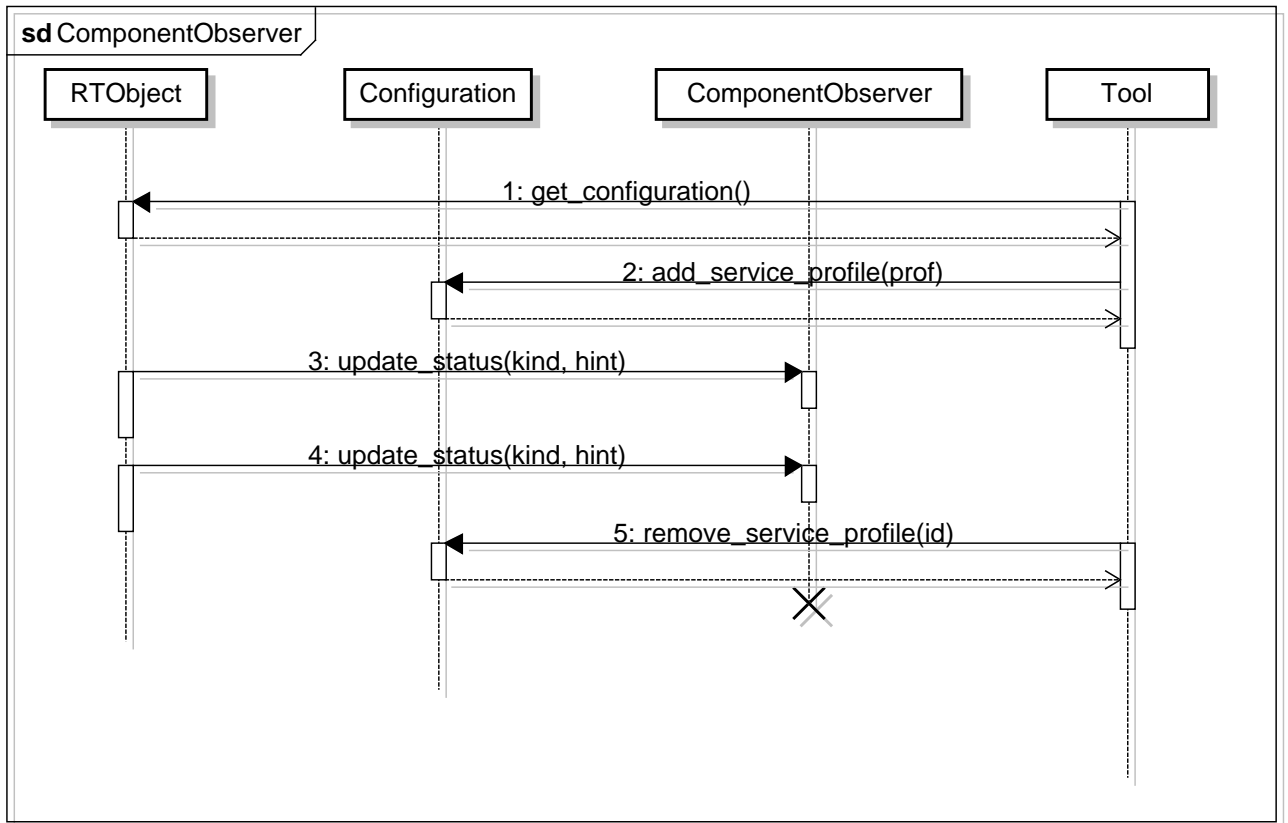 sd ComponentObserver
RTObject
Configuration
ComponentObserver
Tool
1: get_configuration()
2: add_service_profile(prof)
3: update_status(kind, hint)
4: update_status(kind, hint)
5: remove_service_profile(id)